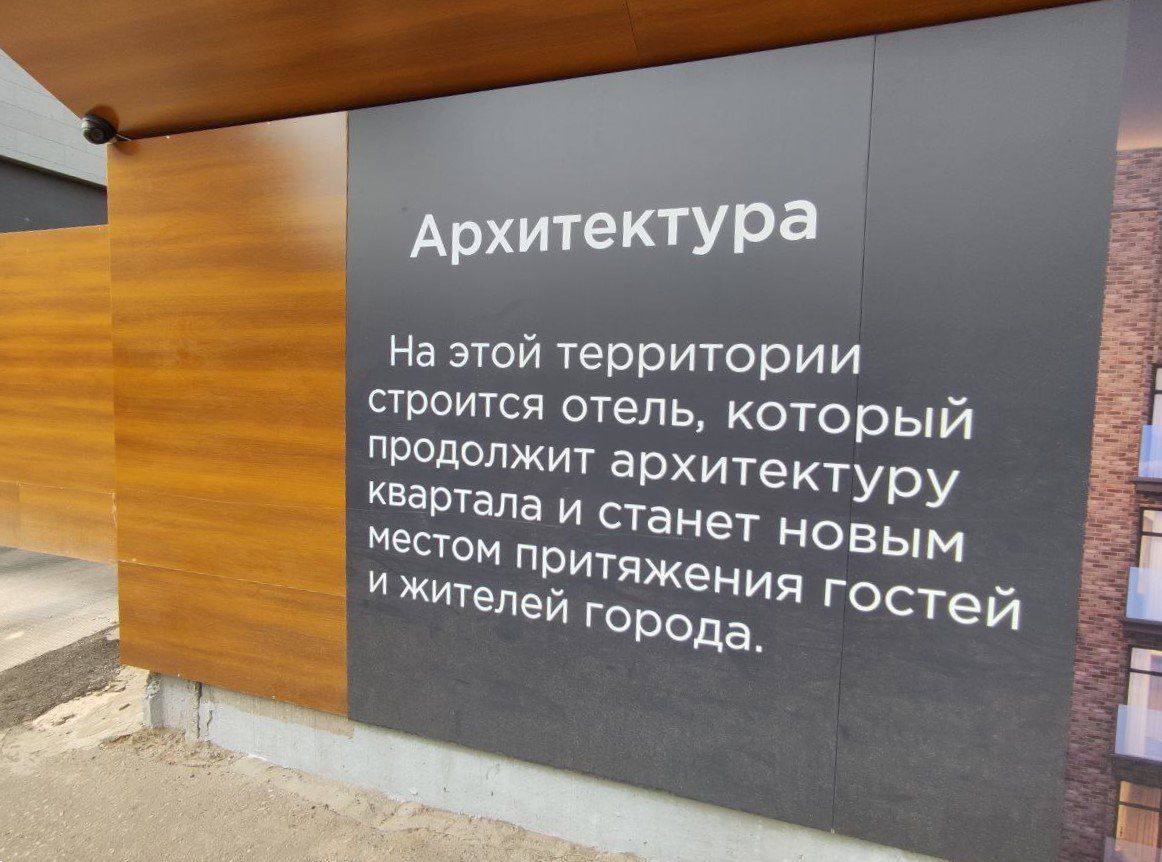 Архитектура
На этой территории
строится отель, который
продолжит архитектуру
квартала и станет новым
местом притяжения гостей
и жителей города.